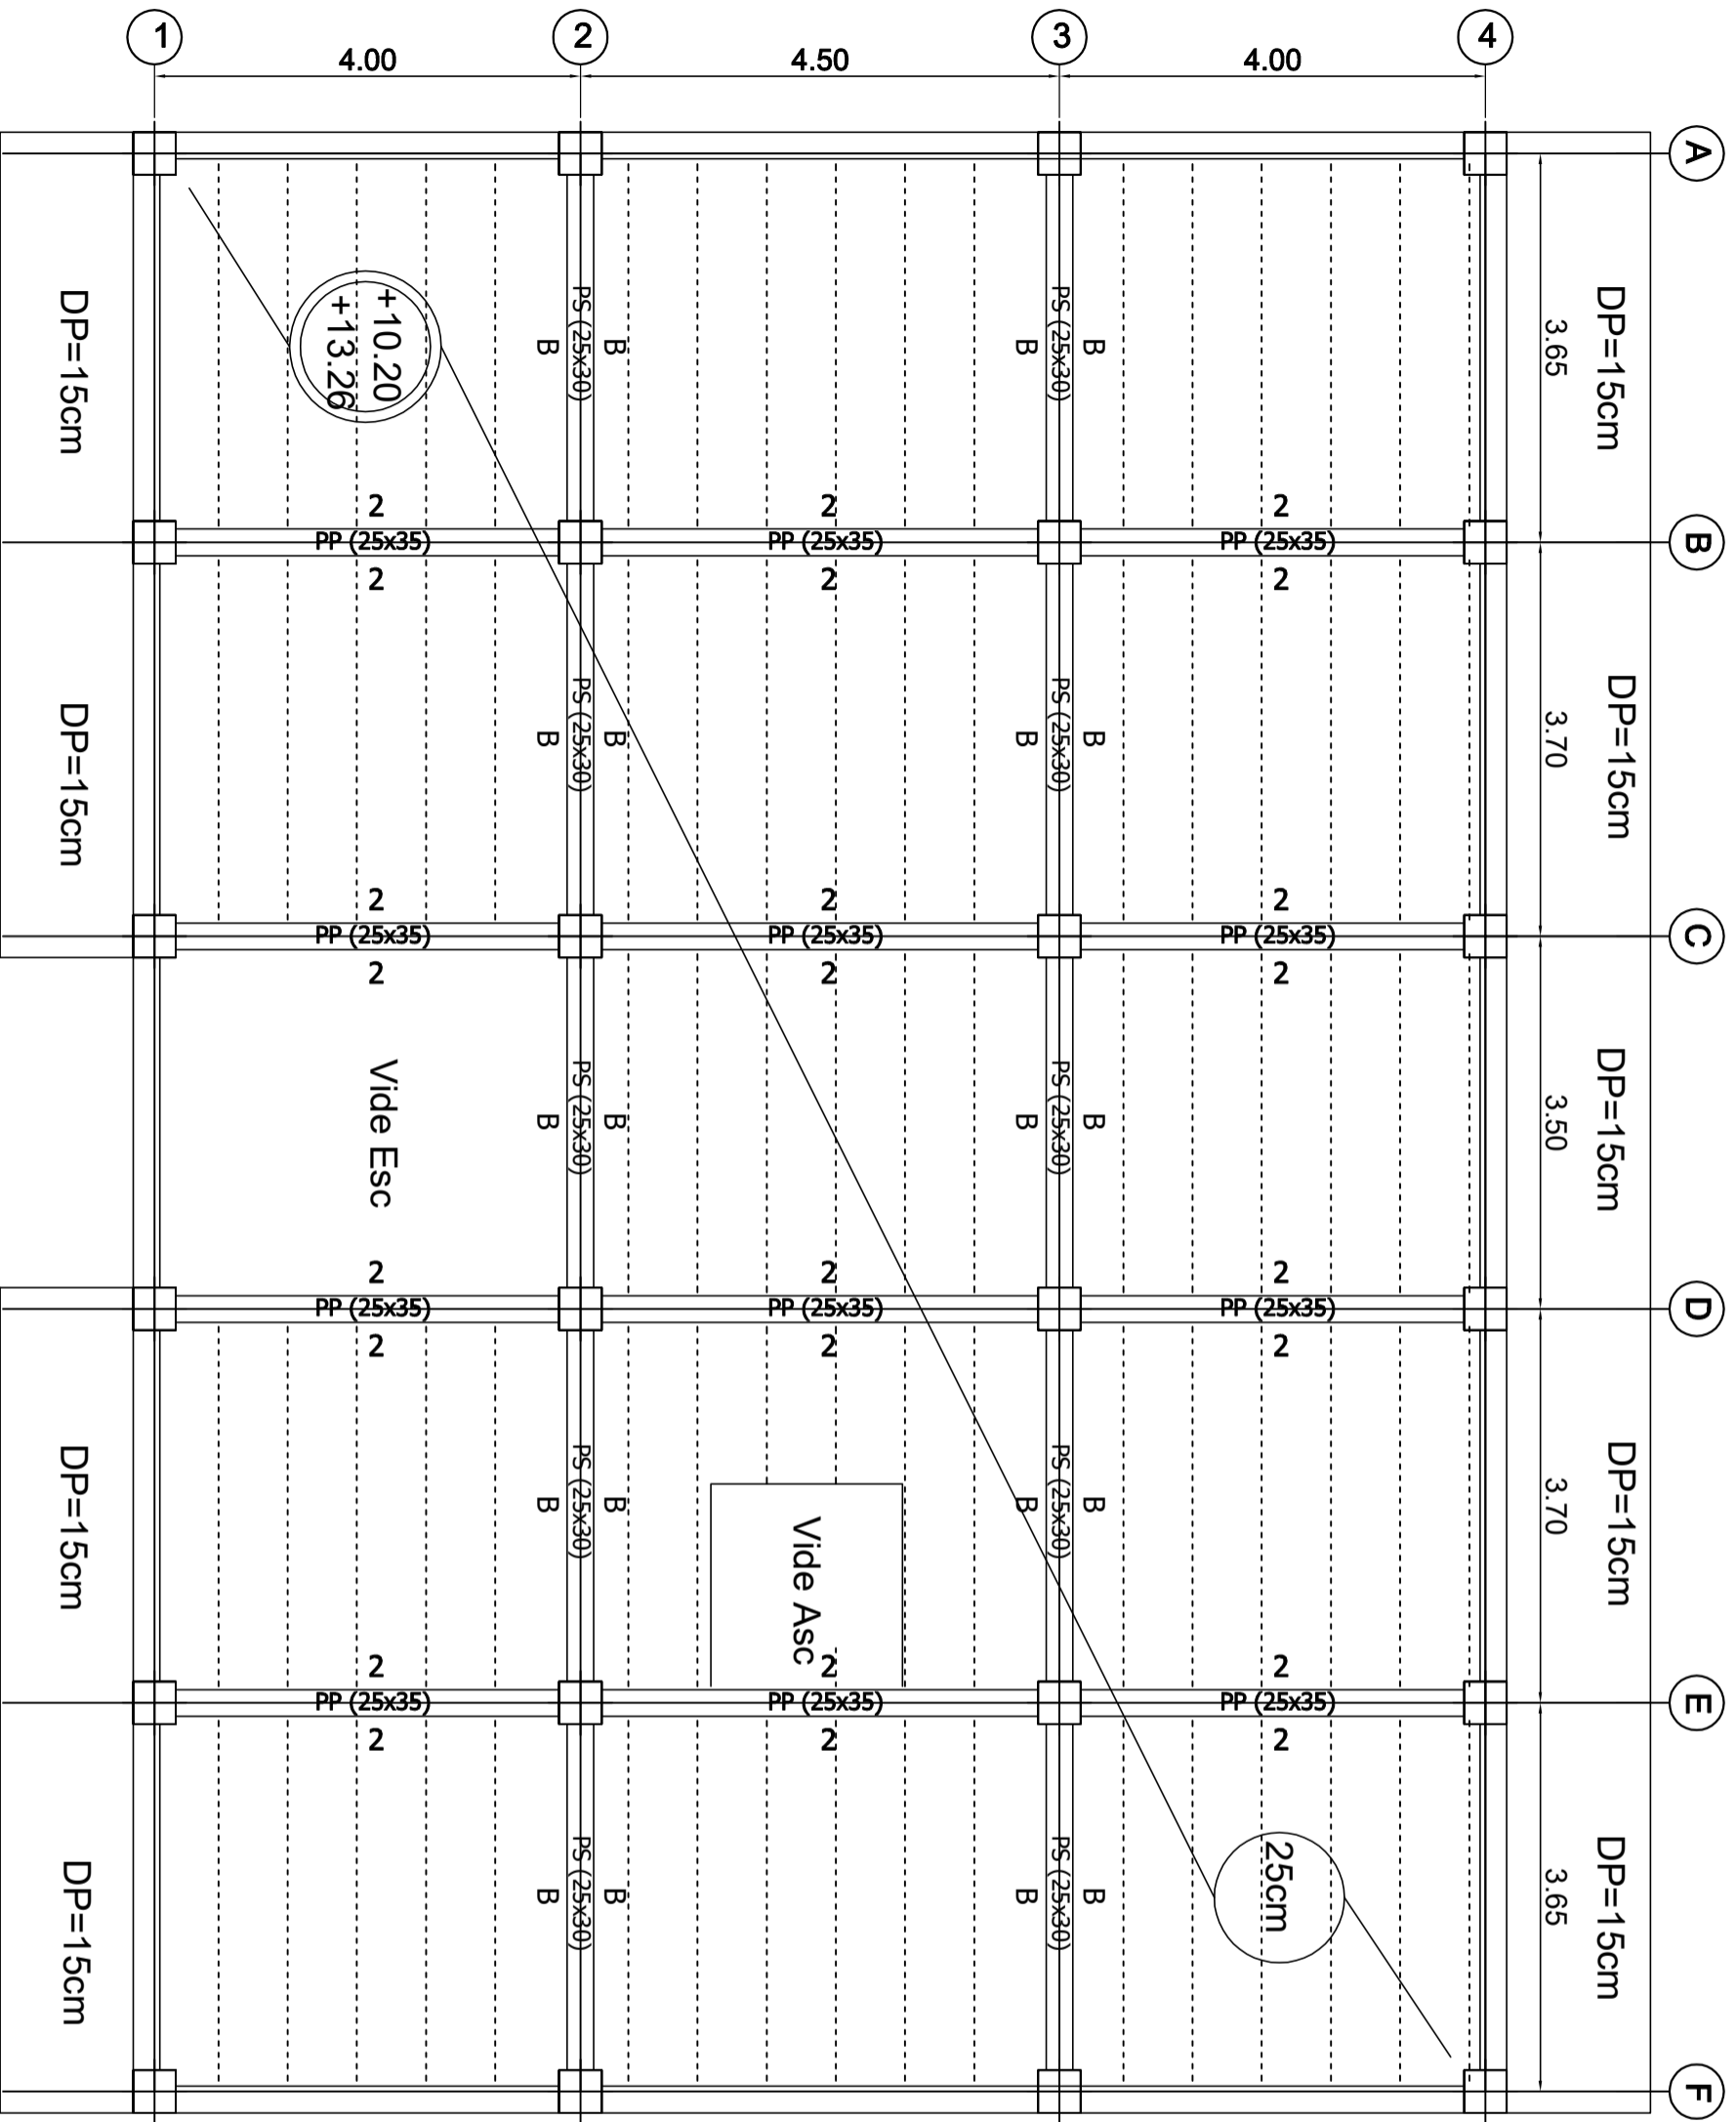 1
2
3
4
4.00
4.50
4.00
A
DP=15cm
3.65
DP=15cm
+10.20
+13.26
PS (25x30)
B
B
PS (25x30)
B
B
2
2
2
PP (25x35)
PP (25x35)
PP (25x35)
B
2
2
2
DP=15cm
3.70
DP=15cm
PS (25x30)
B
B
PS (25x30)
B
B
2
2
2
PP (25x35)
PP (25x35)
PP (25x35)
C
2
2
2
Vide Esc
DP=15cm
3.50
PS (25x30)
B
B
PS (25x30)
B
B
2
2
2
PP (25x35)
PP (25x35)
PP (25x35)
D
2
2
2
DP=15cm
3.70
DP=15cm
PS (25x30)
B
B
PS (25x30)
B
B
Vide Asc
2
2
2
PP (25x35)
PP (25x35)
PP (25x35)
E
2
2
2
DP=15cm
3.65
DP=15cm
PS (25x30)
B
B
PS (25x30)
B
B
25cm
F